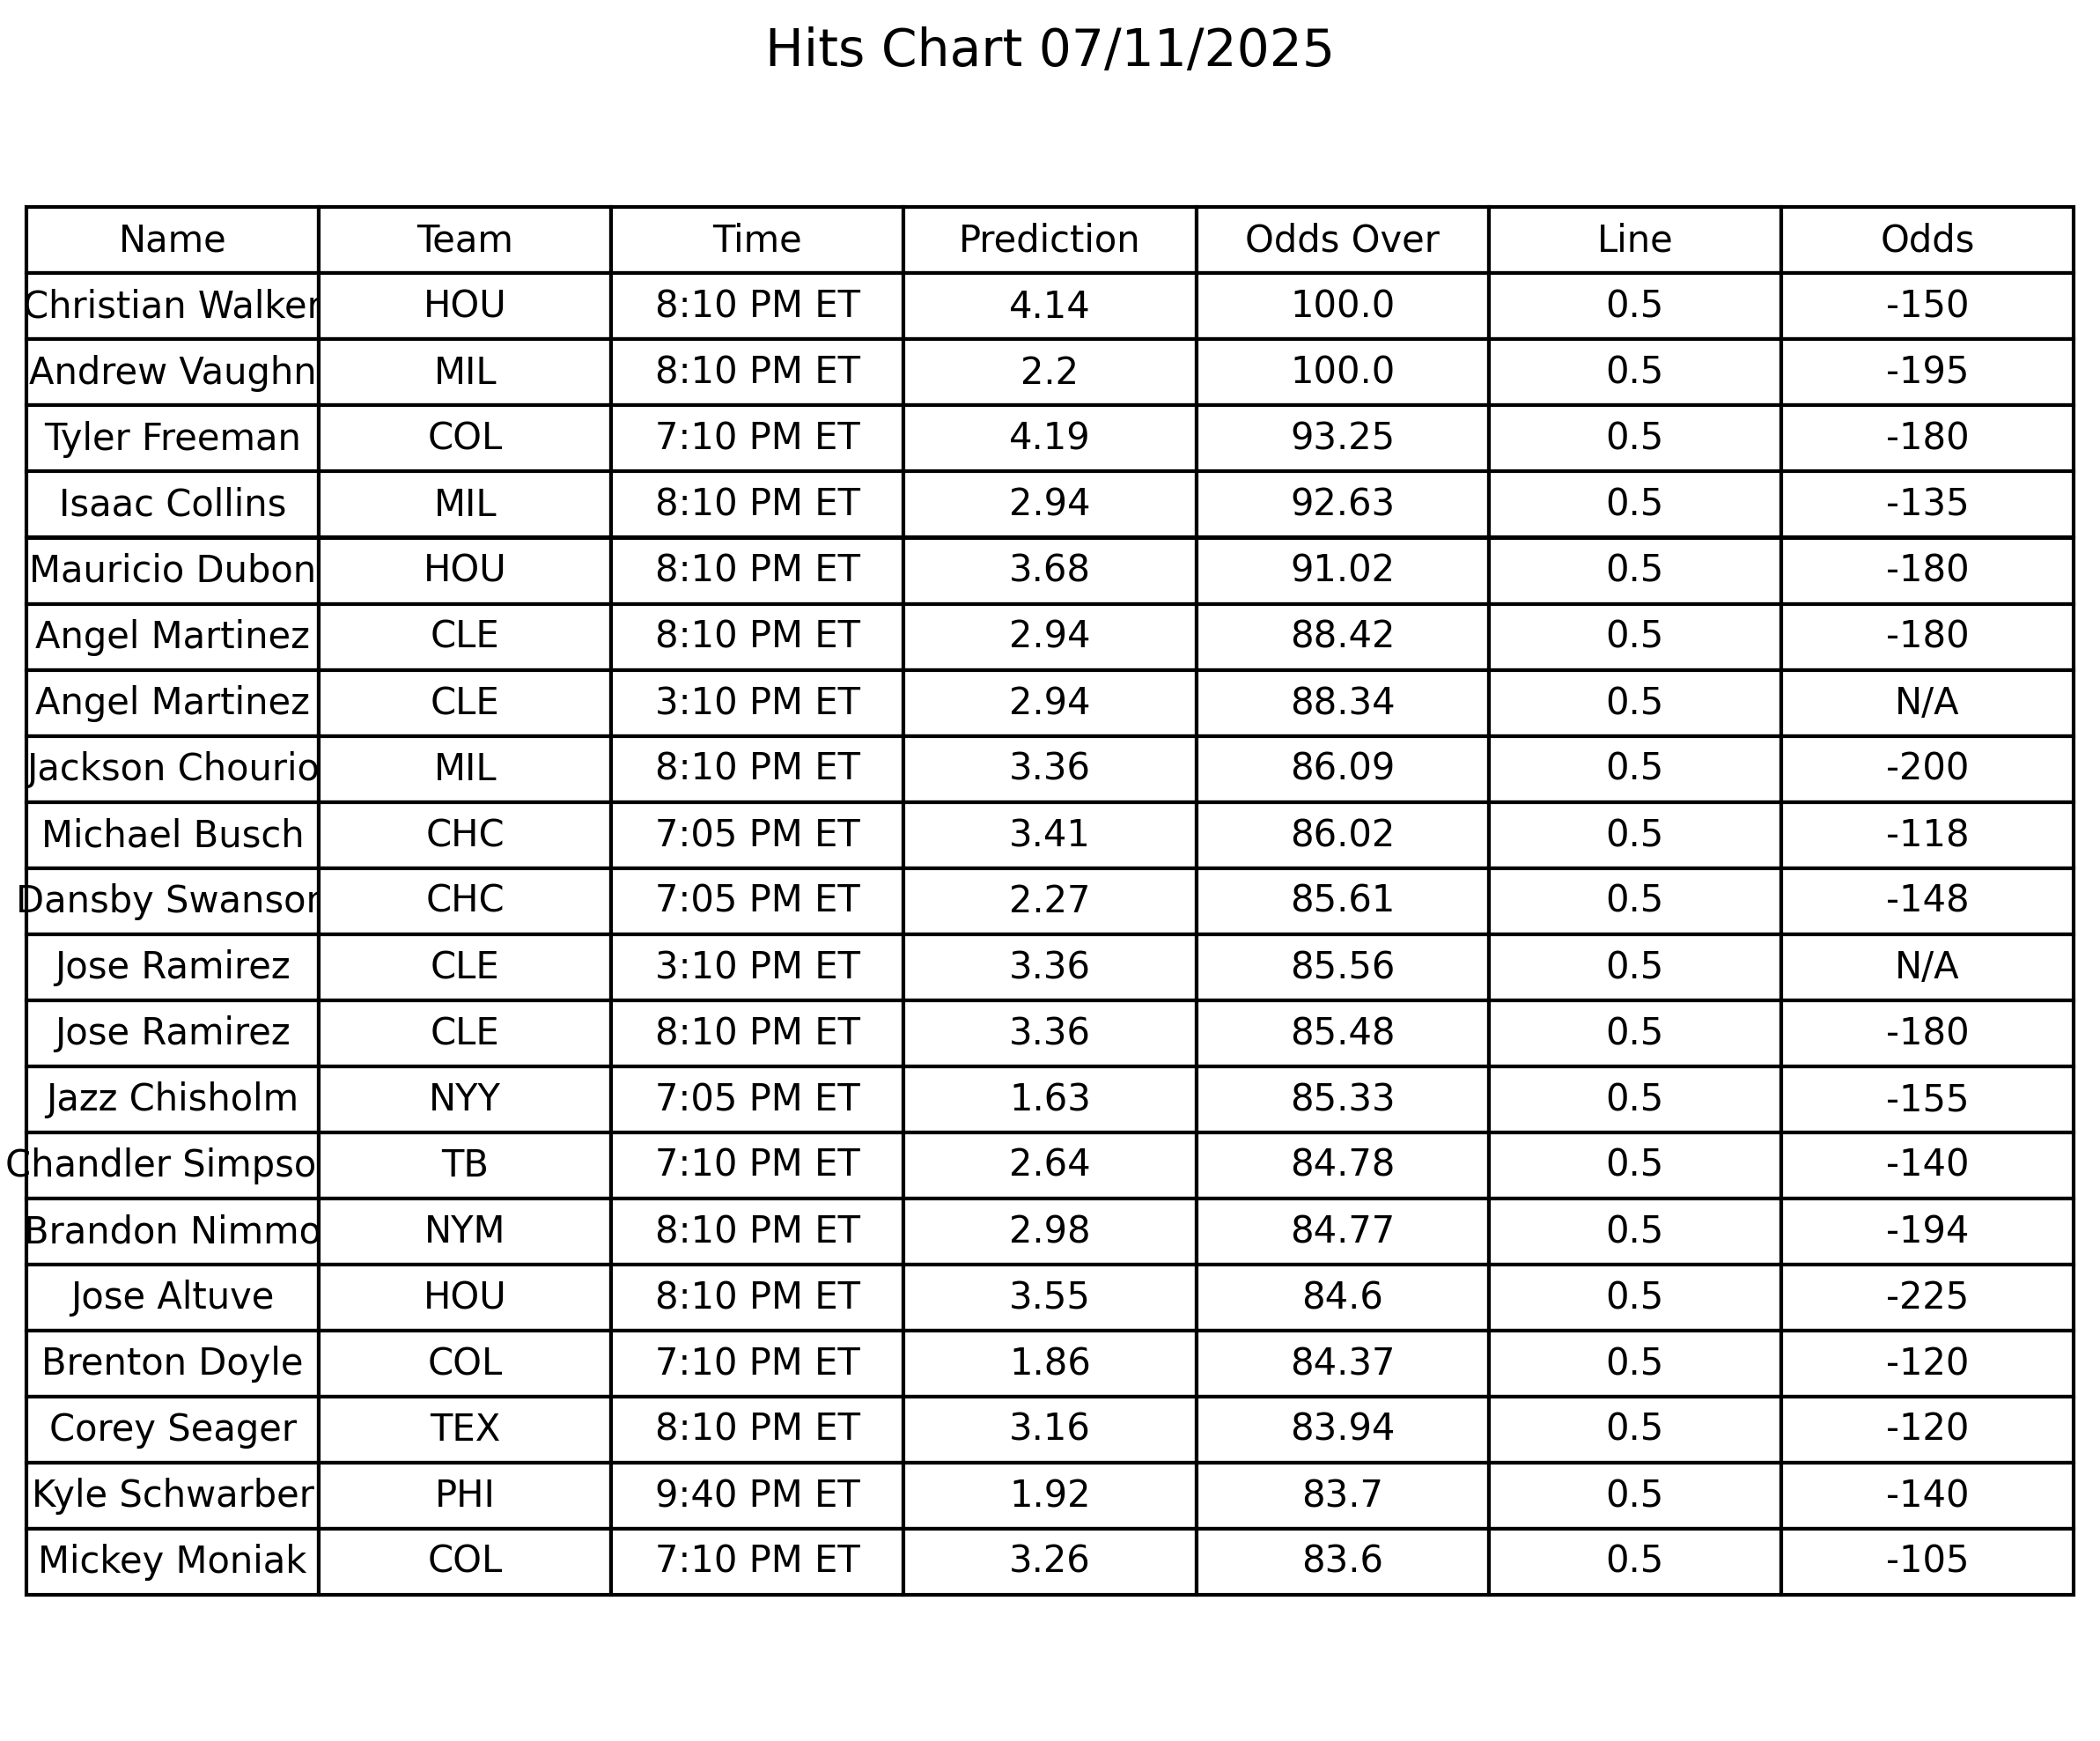 Hits Chart 07/11/2025
Name Team Time Prediction Odds Over Line Odds
Christian Walker HOU 8:10 PM ET 4.14 100.0 0.5 -150
Andrew Vaughn MIL 8:10 PM ET 2.2 100.0 0.5 -195
Tyler Freeman COL 7:10 PM ET 4.19 93.25 0.5 -180
Isaac Collins MIL 8:10 PM ET 2.94 92.63 0.5 -135
Mauricio Dubon HOU 8:10 PM ET 3.68 91.02 0.5 -180
Angel Martinez CLE 8:10 PM ET 2.94 88.42 0.5 -180
Angel Martinez CLE 3:10 PM ET 2.94 88.34 0.5 N/A
Jackson Chourio MIL 8:10 PM ET 3.36 86.09 0.5 -200
Michael Busch CHC 7:05 PM ET 3.41 86.02 0.5 -118
Dansby Swanson CHC 7:05 PM ET 2.27 85.61 0.5 -148
Jose Ramirez CLE 3:10 PM ET 3.36 85.56 0.5 N/A
Jose Ramirez CLE 8:10 PM ET 3.36 85.48 0.5 -180
Jazz Chisholm NYY 7:05 PM ET 1.63 85.33 0.5 -155
Chandler Simpso TB 7:10 PM ET 2.64 84.78 0.5 -140
Brandon Nimmo NYM 8:10 PM ET 2.98 84.77 0.5 -194
Jose Altuve HOU 8:10 PM ET 3.55 84.6 0.5 -225
Brenton Doyle COL 7:10 PM ET 1.86 84.37 0.5 -120
Corey Seager TEX 8:10 PM ET 3.16 83.94 0.5 -120
Kyle Schwarber PHI 9:40 PM ET 1.92 83.7 0.5 -140
Mickey Moniak COL 7:10 PM ET 3.26 83.6 0.5 -105